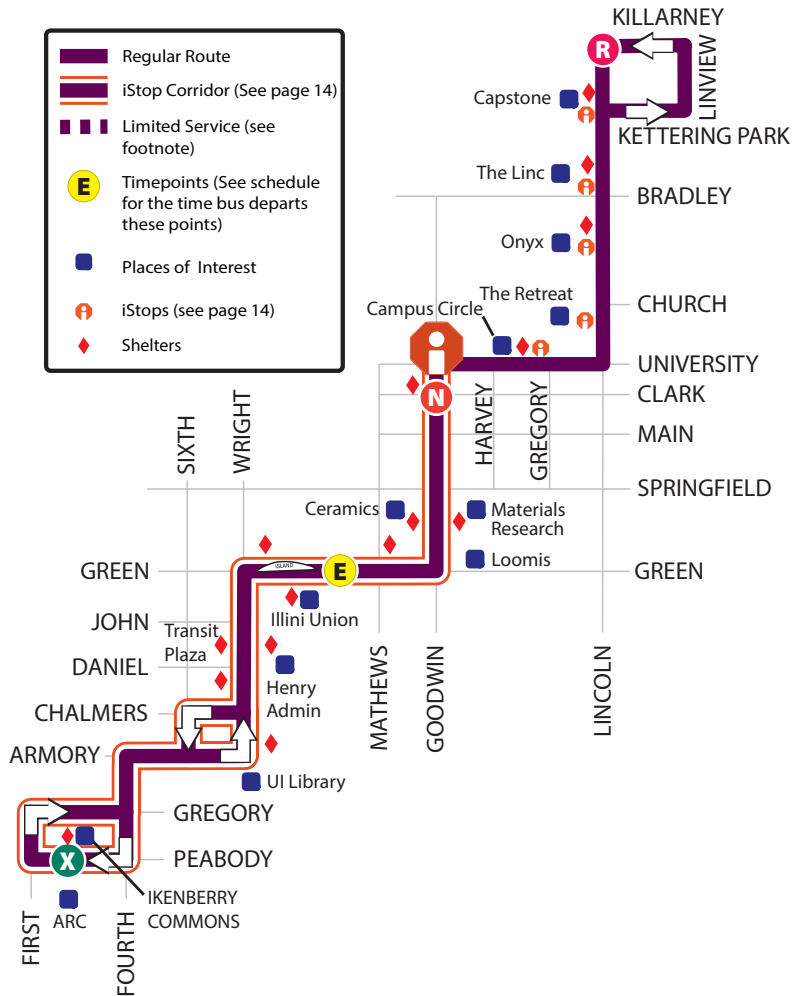 Regular Route
iStop Corridor (See page 14)
Limited Service (see
footnote)
E
Timepoints (See schedule
for the time bus departs
these points)
Places of Interest
iStops (see page 14)
Shelters
KILLARNEY
R
LINVIEW
Capstone
KETTERING PARK
The Linc
BRADLEY
Onyx
The Retreat
CHURCH
Campus Circle
UNIVERSITY
N
CLARK
HARVEY
GREGORY
MAIN
SIXTH
WRIGHT
SPRINGFIELD
Ceramics
Materials
Research
Loomis
GREEN
ISLAND
E
GREEN
JOHN
Illini Union
Transit
Plaza
DANIEL
Henry
Admin
MATHEWS
GOODWIN
LINCOLN
CHALMERS
ARMORY
UI Library
GREGORY
X
PEABODY
IKENBERRY
COMMONS
ARC
FIRST
FOURTH